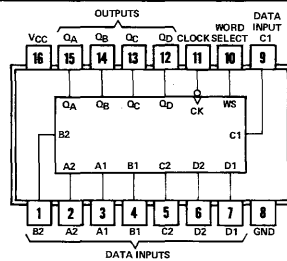 OUTPUTS
DATA
WORD INPUT
VCC QA QB QC QD CLOCK SELECT C1
16 15 14 13 12 11 10 9
QA QB QC QD CK WS
B2 C1
A2 A1 B1 C2 D2 D1
1 2 3 4 5 6 7 8
B2 A2 A1 B1 C2 D2 D1 GND
DATA INPUTS